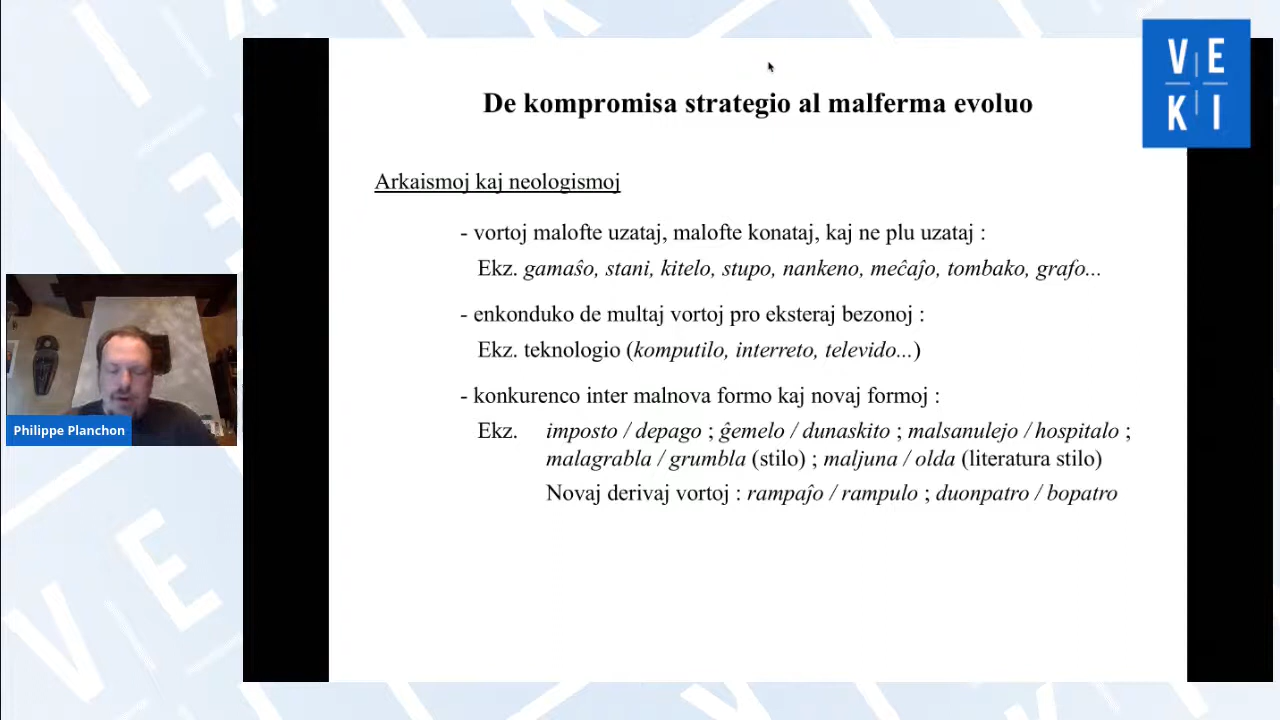 De kompromisa strategio al malferma evoluo
Arkaismoj kaj neologismoj
- vortoj malofte uzataj, malofte konataj, kaj ne plu uzataj :
Ekz. gamaŝo, stani, kitelo, stupo, nankeno, meĉaĵo, tombako, grafo...
- enkonduko de multaj vortoj pro eksteraj bezonoj :
Ekz. teknologio (komputilo, interreto, televido...)
- konkurenco inter malnova formo kaj novaj formoj :
Ekz. imposto / depago ; ĝemelo / dunaskito ; malsanulejo / hospitalo ;
malagrabla / grumbla (stilo) ; maljuna / olda (literatura stilo)
Novaj derivaj vortoj : rampaĵo / rampulo ; duonpatro / bopatro
Philippe Planchon
VE
KI